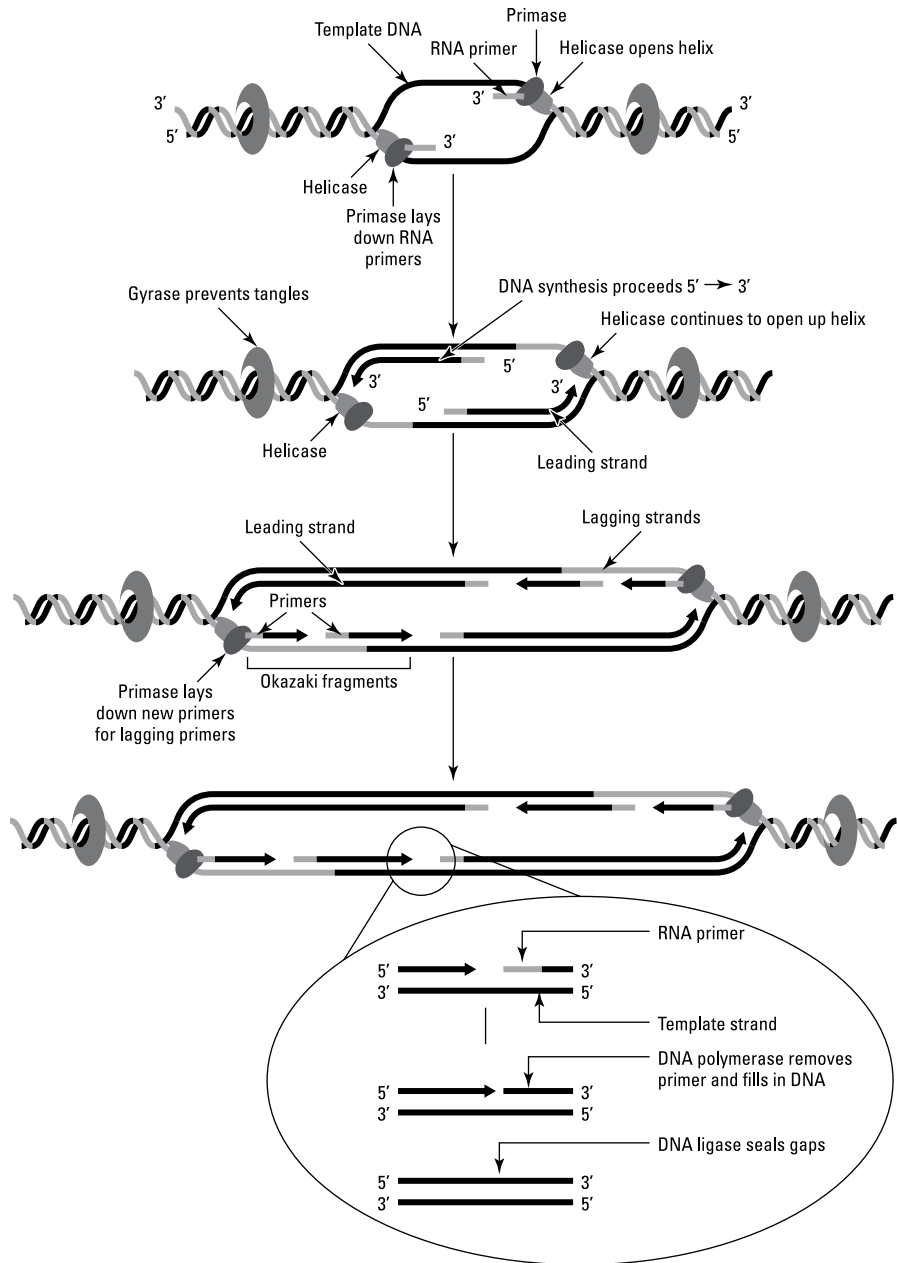 Primase
Template DNA
RNA primer
Helicase opens helix
3′
3′
3′
5′
5′
3′
Helicase
Primase lays
down RNA
primers
Gyrase prevents tangles
DNA synthesis proceeds 5′ → 3′
Helicase continues to open up helix
5′
3′
3′
5′
Helicase
Leading strand
Leading strand
Lagging strands
Primers
Okazaki fragments
Primase lays
down new primers
for lagging primers
RNA primer
5′ 3′
3′ 5′
Template strand
DNA polymerase removes
primer and fills in DNA
5′ 3′
3′ 5′
DNA ligase seals gaps
5′ 3′
3′ 5′